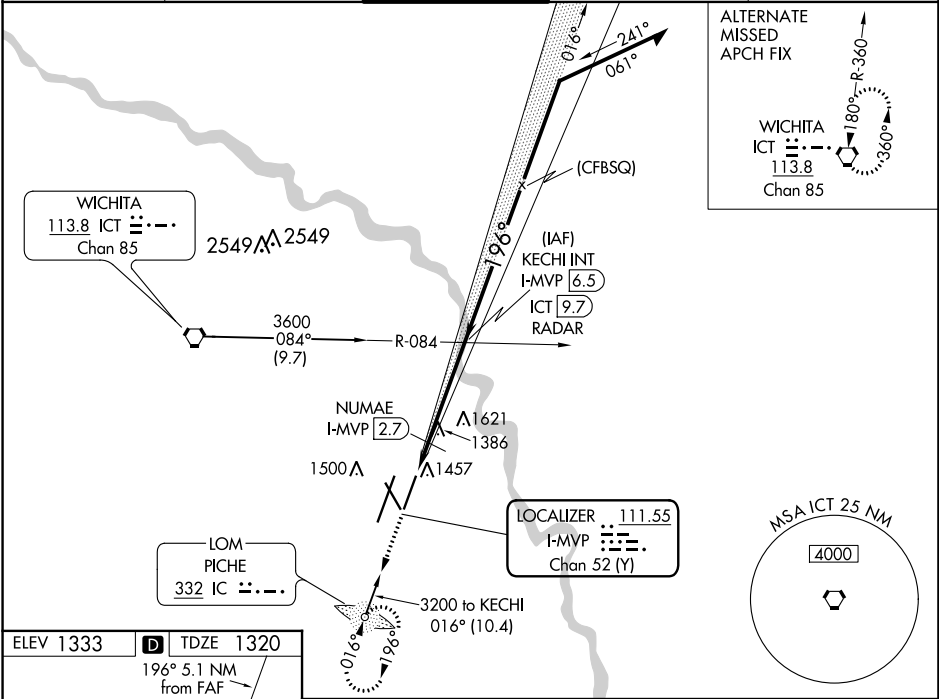 ALTERNATE
MISSED
APCH FIX
R-360
180°
360°
WICHITA
ICT
113.8
Chan 85
016°
241°
061°
(CFBSQ)
196°
WICHITA
113.8 ICT
Chan 85
2549 2549
(IAF)
KECHI INT
I-MVP 6.5
ICT 9.7
RADAR
3600
084°
(9.7)
R-084
NUMAE
I-MVP 2.7
1621
1386
1500
1457
LOCALIZER 111.55
I-MVP
Chan 52 (Y)
MSA ICT 25 NM
4000
LOM
PICHE
332 IC
3200 to KECHI
016° (10.4)
016°
196°
ELEV 1333 D TDZE 1320
196° 5.1 NM
from FAF